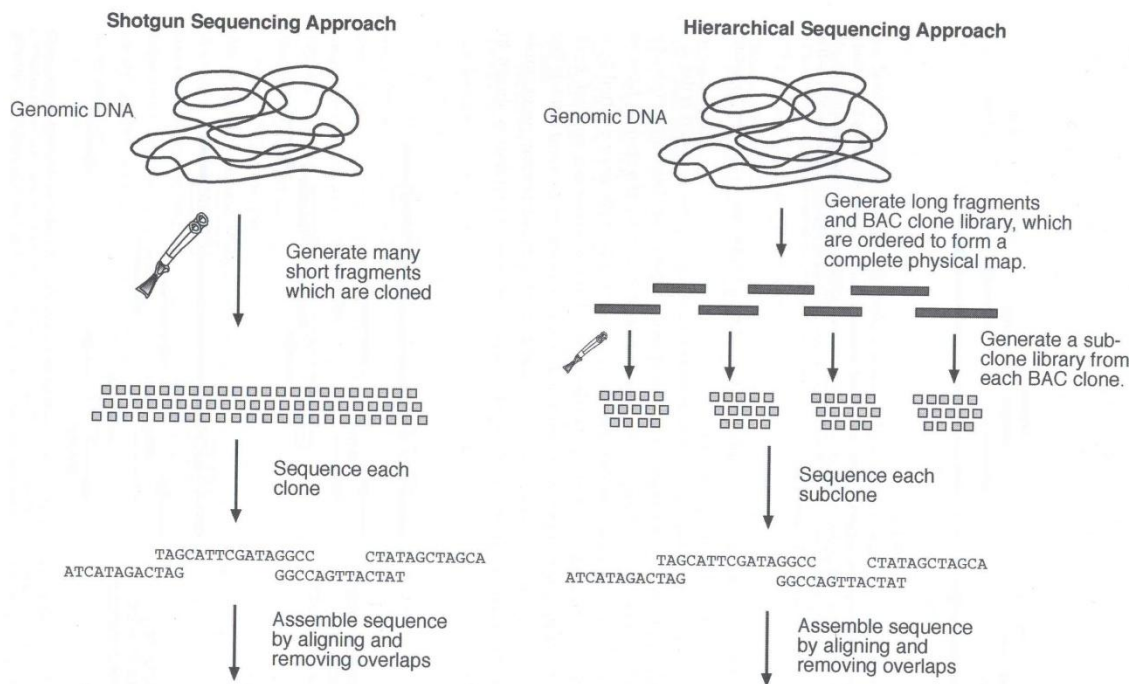 Shotgun Sequencing Approach
Genomic DNA
Generate many
short fragments
which are cloned
Sequence each
clone
TAGCATTCGATAGGCC CTATAGCTAGCA
ATCATAGACTAG GGCCAGTTACTAT
Assemble sequence
by aligning and
removing overlaps
Hierarchical Sequencing Approach
Genomic DNA
Generate long fragments
and BAC clone library, which
are ordered to form a
complete physical map.
Generate a sub-
clone library from
each BAC clone.
Sequence each
subclone
TAGCATTCGATAGGCC CTATAGCTAGCA
ATCATAGACTAG GGCCAGTTACTAT
Assemble sequence
by aligning and
removing overlaps